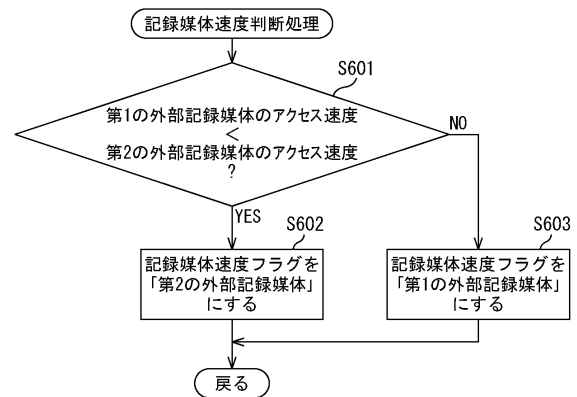 記録媒体速度判断処理
S601
第1の外部記録媒体のアクセス速度
<
第2の外部記録媒体のアクセス速度
?
NO
YES
S602
記録媒体速度フラグを
「第2の外部記録媒体」
にする
S603
記録媒体速度フラグを
「第1の外部記録媒体」
にする
戻る